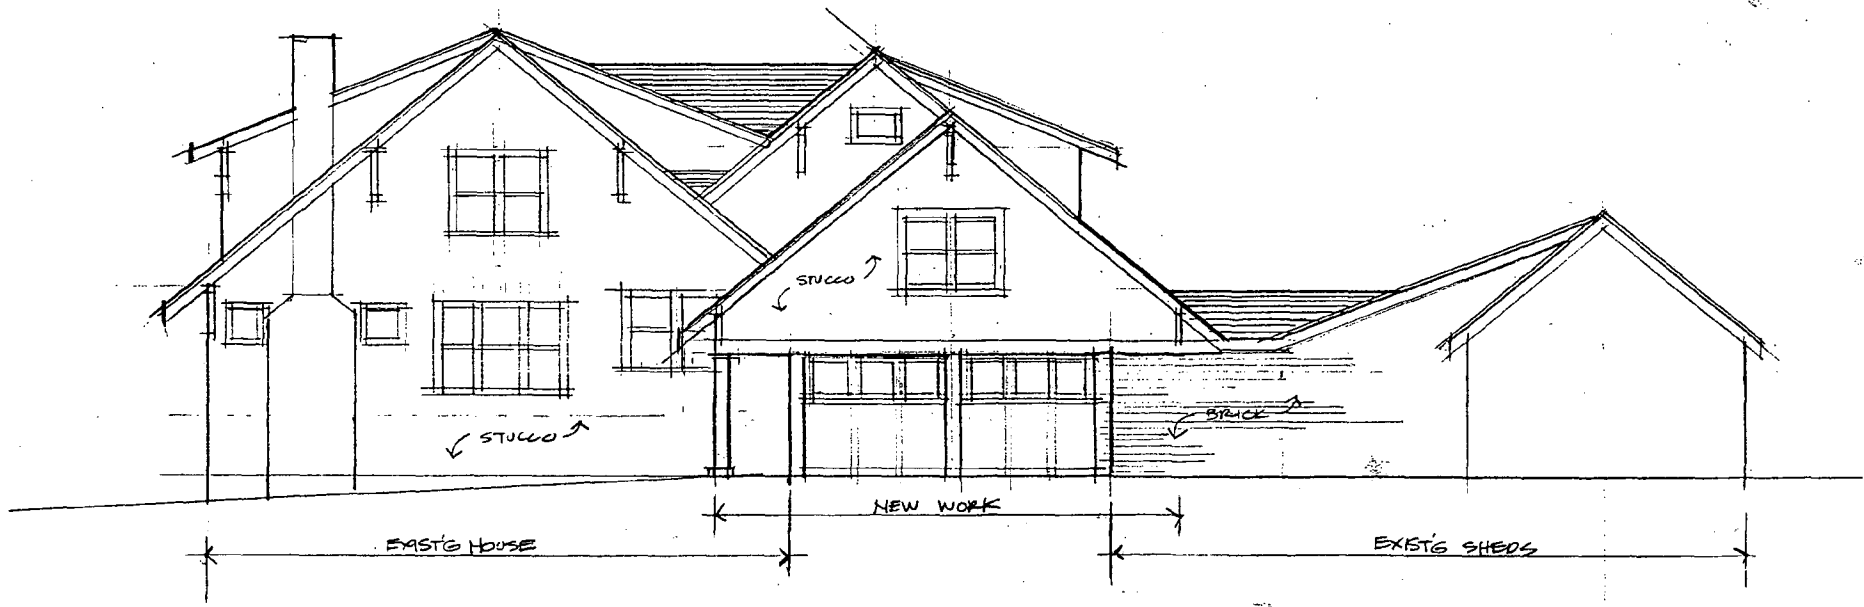 STUCCO
STUCCO
BRICK
NEW WORK
EXIST'G HOUSE
EXIST'G SHEDS